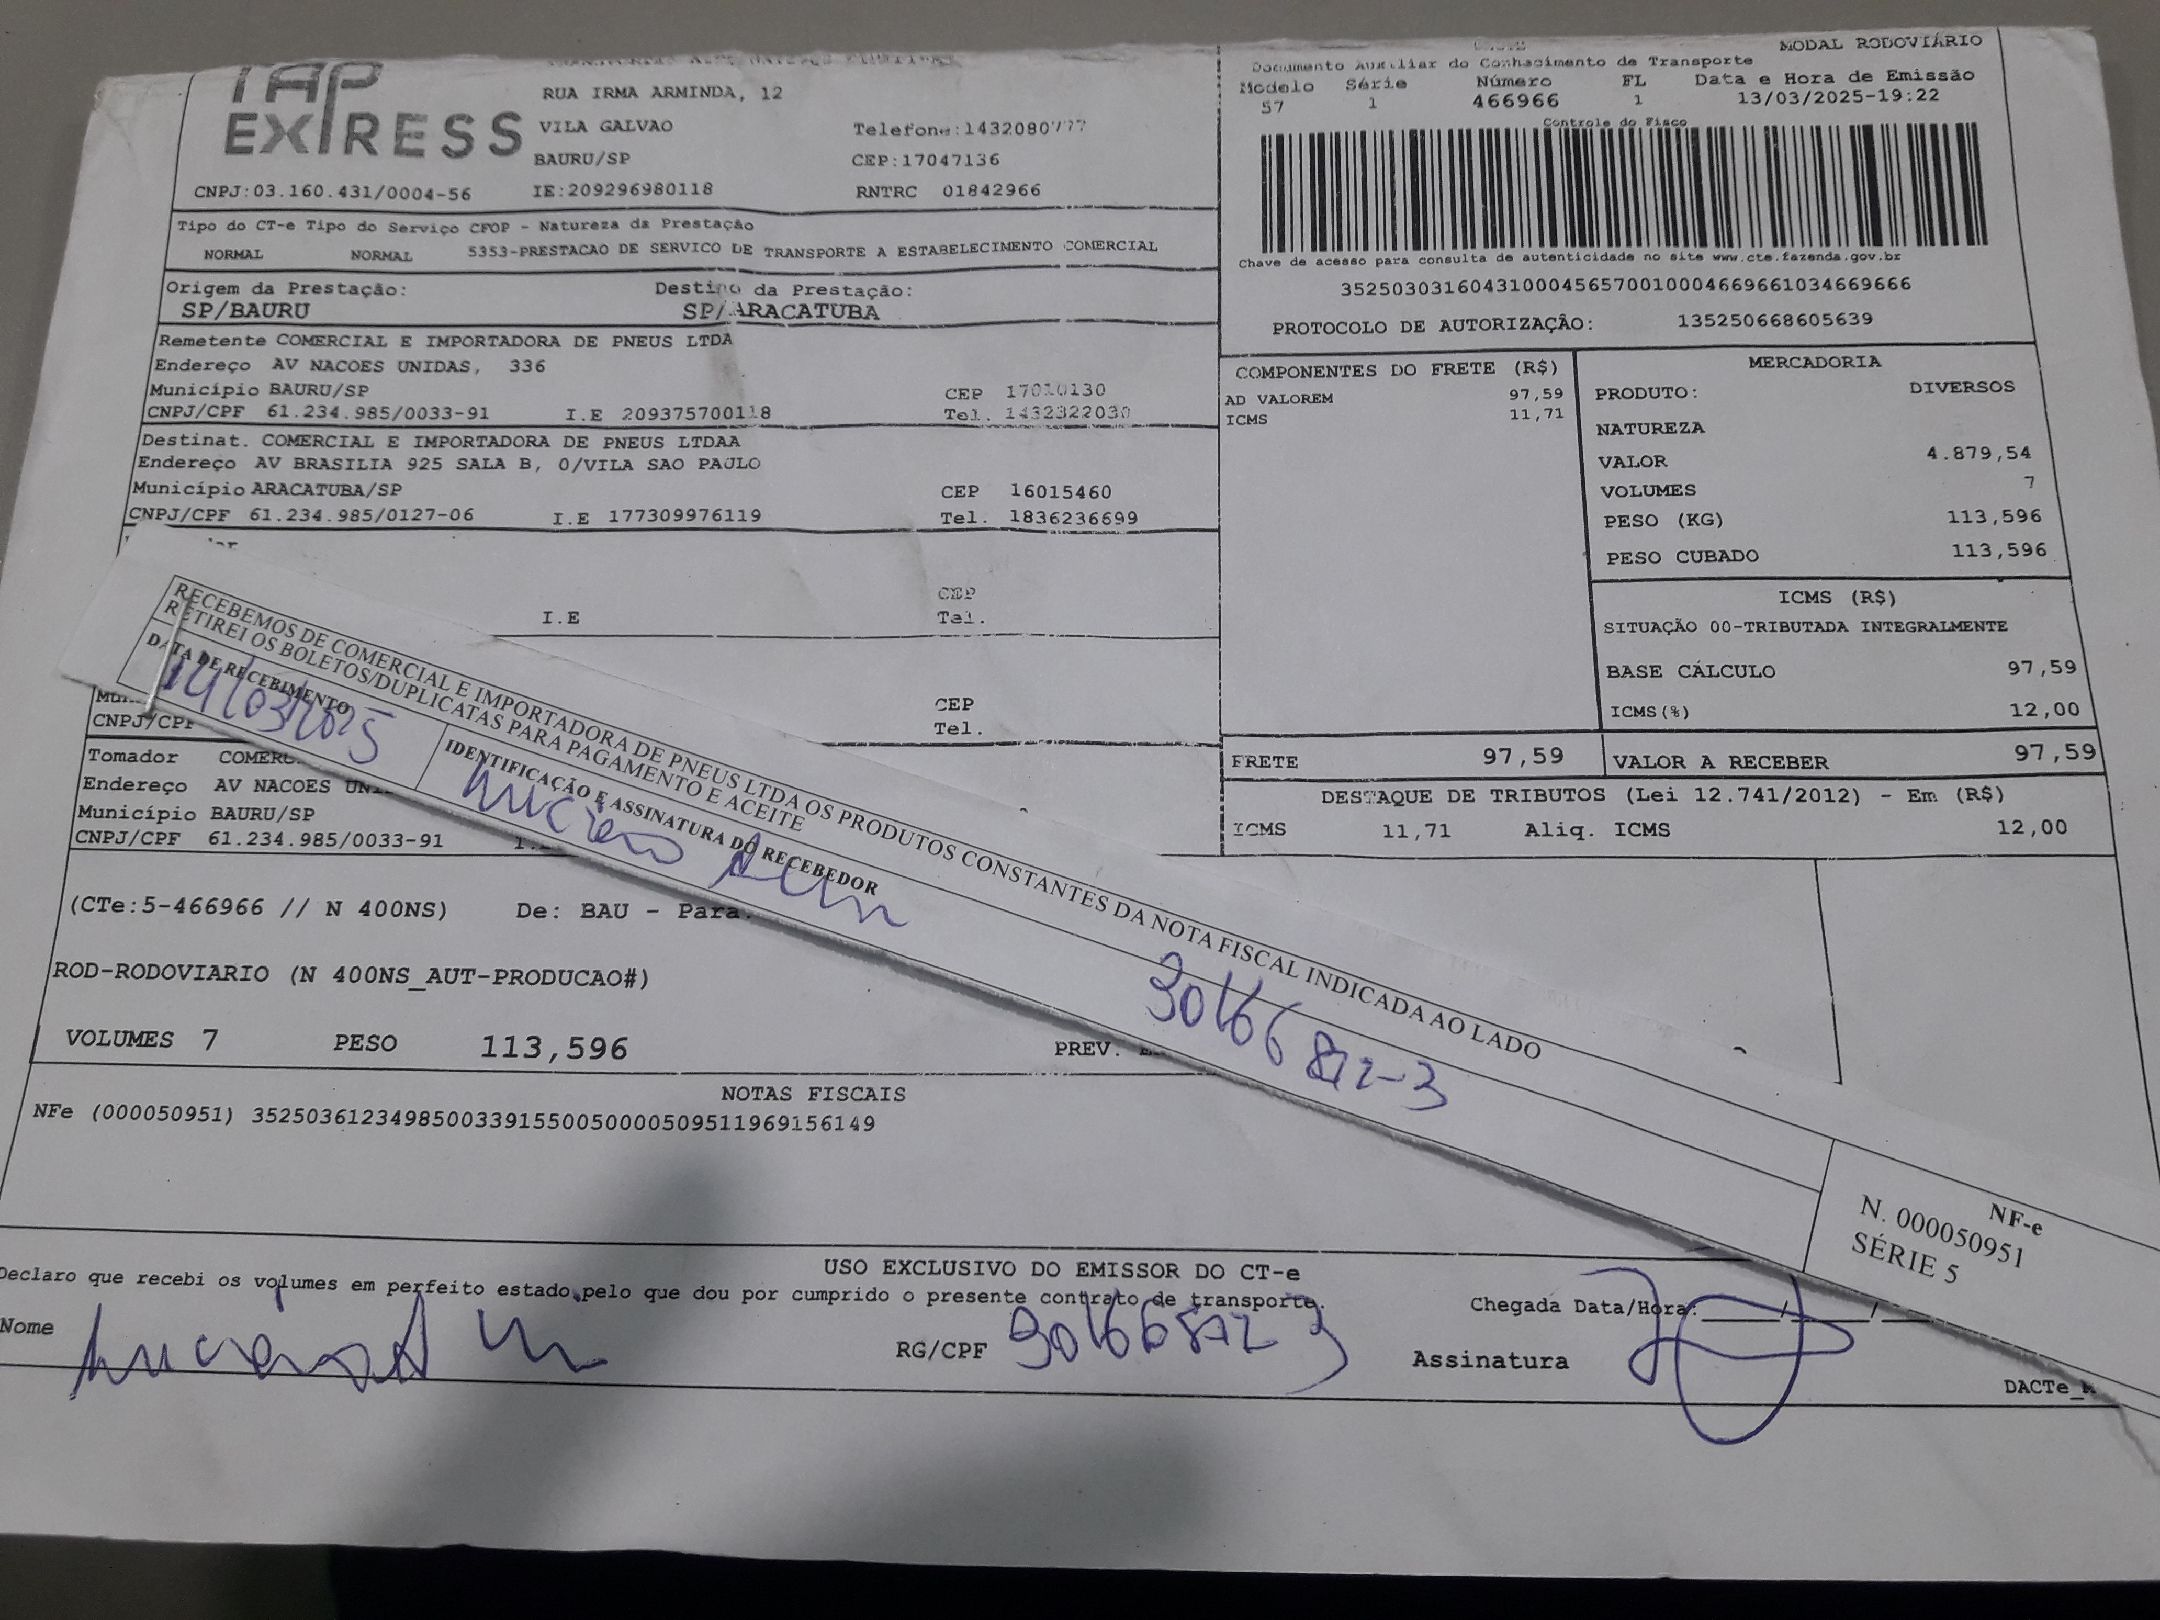 TAP
EXPRESS
RUA IRMA ARMINDA, 12
VILA GALVAO
Telefone:1432080777
BAURU/SP
CEP:17047136
CNPJ:03.160.431/0004-56 IE:209296980118
RNTRC 01842966
Tipo do CT-e Tipo do Serviço CFOP - Natureza da Prestação
NORMAL NORMAL 5353-PRESTACAO DE SERVICO DE TRANSPORTE A ESTABELECIMENTO COMERCIAL
Origem da Prestação: Destino da Prestação:
SP/BAURU SP/ARACATUBA
Remetente COMERCIAL E IMPORTADORA DE PNEUS LTDA
Endereço AV NACOES UNIDAS, 336
Município BAURU/SP CEP 17010130
CNPJ/CPF 61.234.985/0033-91 I.E 209375700118 Tel. 1432322030
Destinat. COMERCIAL E IMPORTADORA DE PNEUS LTDAA
Endereço AV BRASILIA 925 SALA B, 0/VILA SAO PAULO
Município ARACATUBA/SP CEP 16015460
CNPJ/CPF 61.234.985/0127-06 I.E 177309976119 Tel. 1836236699
CEP
I.E Tel.
CEP
CNPJ/CPF Tel.
Tomador
Endereço AV NACOES
Município BAURU/SP
CNPJ/CPF 61.234.985/0033-91
MODAL RODOVIÁRIO
Documento Auxiliar do Conhecimento de Transporte
Modelo Série Número FL Data e Hora de Emissão
57 1 466966 1 13/03/2025-19:22
Controle do Fisco
Chave de acesso para consulta de autenticidade no site www.cte.fazenda.gov.br
35250303160431000456570010004669661034669666
PROTOCOLO DE AUTORIZAÇÃO: 135250668605639
COMPONENTES DO FRETE (R$)
AD VALOREM 97,59
ICMS 11,71
MERCADORIA
PRODUTO: DIVERSOS
NATUREZA
VALOR 4.879,54
VOLUMES 7
PESO (KG) 113,596
PESO CUBADO 113,596
ICMS (R$)
SITUAÇÃO 00-TRIBUTADA INTEGRALMENTE
BASE CÁLCULO 97,59
ICMS(%) 12,00
FRETE 97,59 VALOR A RECEBER 97,59
DESTAQUE DE TRIBUTOS (Lei 12.741/2012) - Em (R$)
ICMS 11,71 Aliq. ICMS 12,00
RECEBEMOS DE COMERCIAL E IMPORTADORA DE PNEUS LTDA OS PRODUTOS CONSTANTES DA NOTA FISCAL INDICADA AO LADO
RETIREI OS BOLETOS/DUPLICATAS PARA PAGAMENTO E ACEITE
DATA DE RECEBIMENTO
14/03/2025
IDENTIFICAÇÃO E ASSINATURA DO RECEBEDOR
NF-e
N. 000050951
SÉRIE 5
(CTe:5-466966 // N 400NS) De: BAU - Para
ROD-RODOVIARIO (N 400NS_AUT-PRODUCAO#)
VOLUMES 7 PESO 113,596 PREV.
NOTAS FISCAIS
NFe (000050951) 35250361234985003391550050000509511969156149
USO EXCLUSIVO DO EMISSOR DO CT-e
Declaro que recebi os volumes em perfeito estado pelo que dou por cumprido o presente contrato de transporte.
Chegada Data/Hora: / /
Nome
RG/CPF
Assinatura